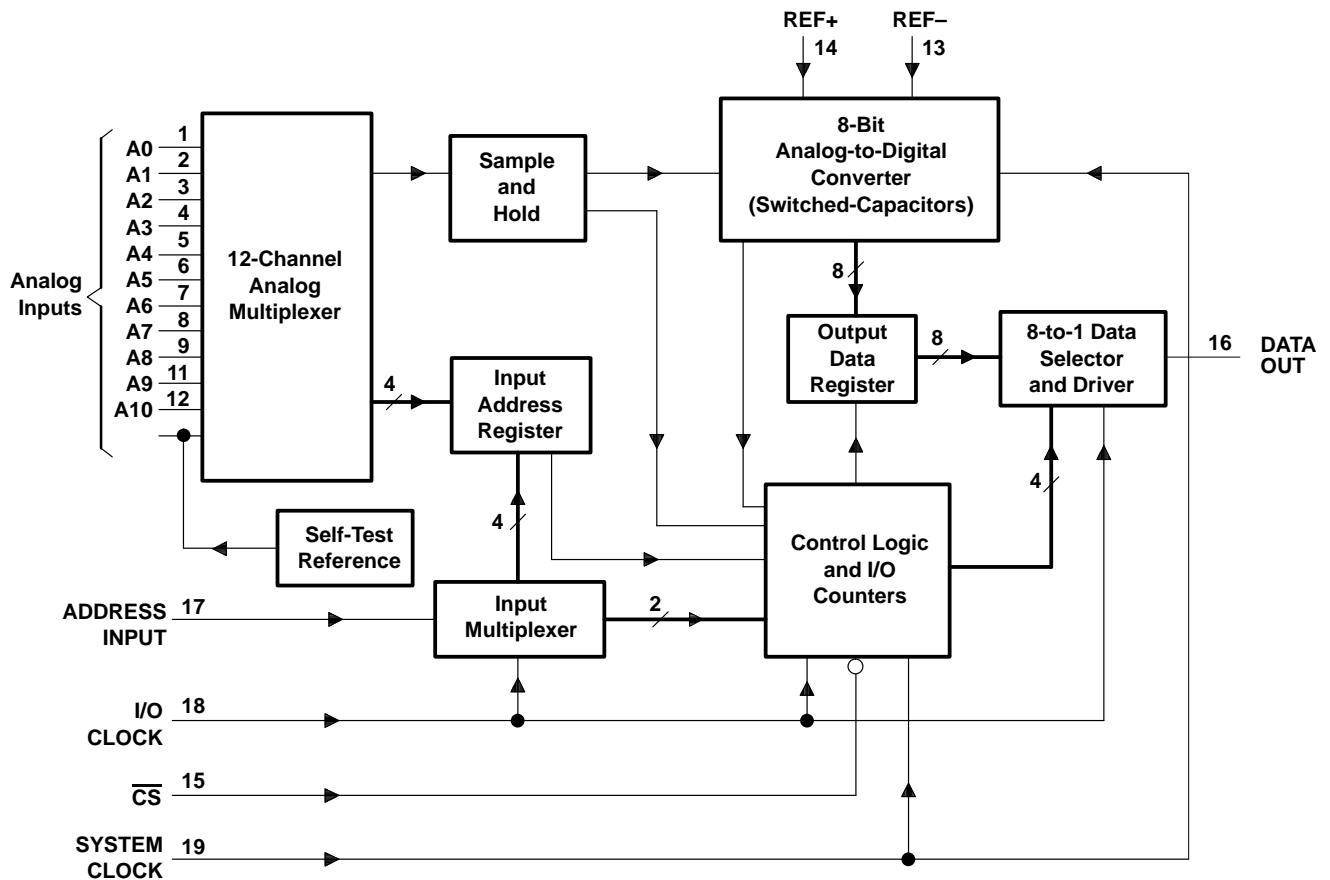 REF+
REF–
14
13
8-Bit
Analog-to-Digital
Converter
(Switched-Capacitors)
Sample
and
Hold
12-Channel
Analog
Multiplexer
Analog
Inputs
A0
1
A1
2
A2
3
A3
4
A4
5
A5
6
A6
7
A7
8
A8
9
A9
11
A10
12
8
Output
Data
Register
8
8-to-1 Data
Selector
and Driver
16
DATA
OUT
4
Input
Address
Register
4
4
Self-Test
Reference
Control Logic
and I/O
Counters
ADDRESS
INPUT
17
Input
Multiplexer
2
I/O
CLOCK
18
CS
15
SYSTEM
CLOCK
19